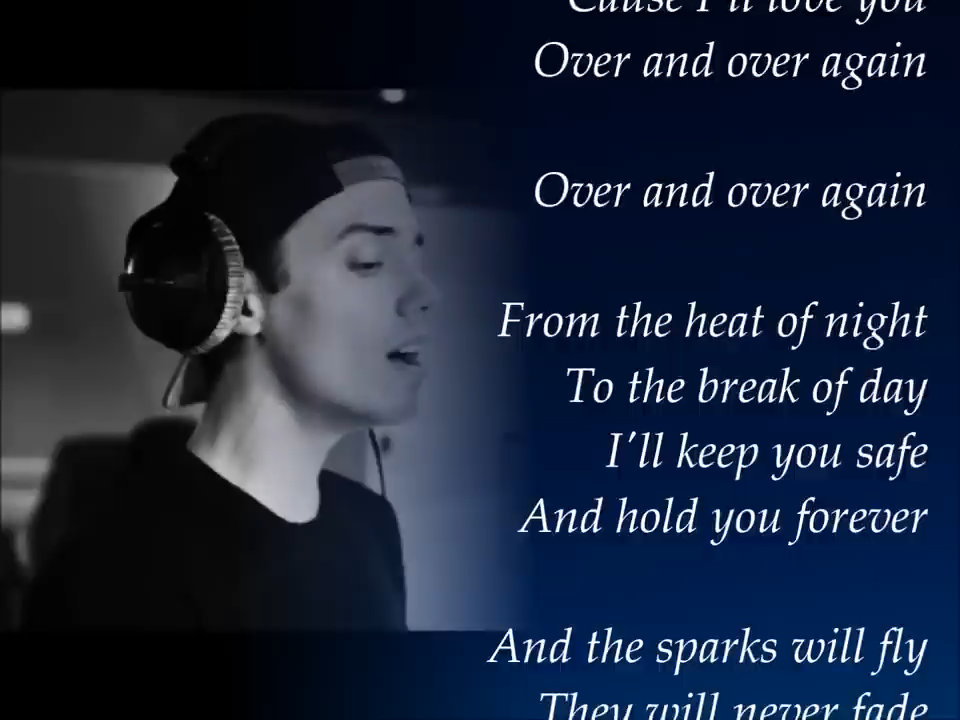 'Cause I'll love you
Over and over again
Over and over again
From the heat of night
To the break of day
I'll keep you safe
And hold you forever
And the sparks will fly
They will never fade